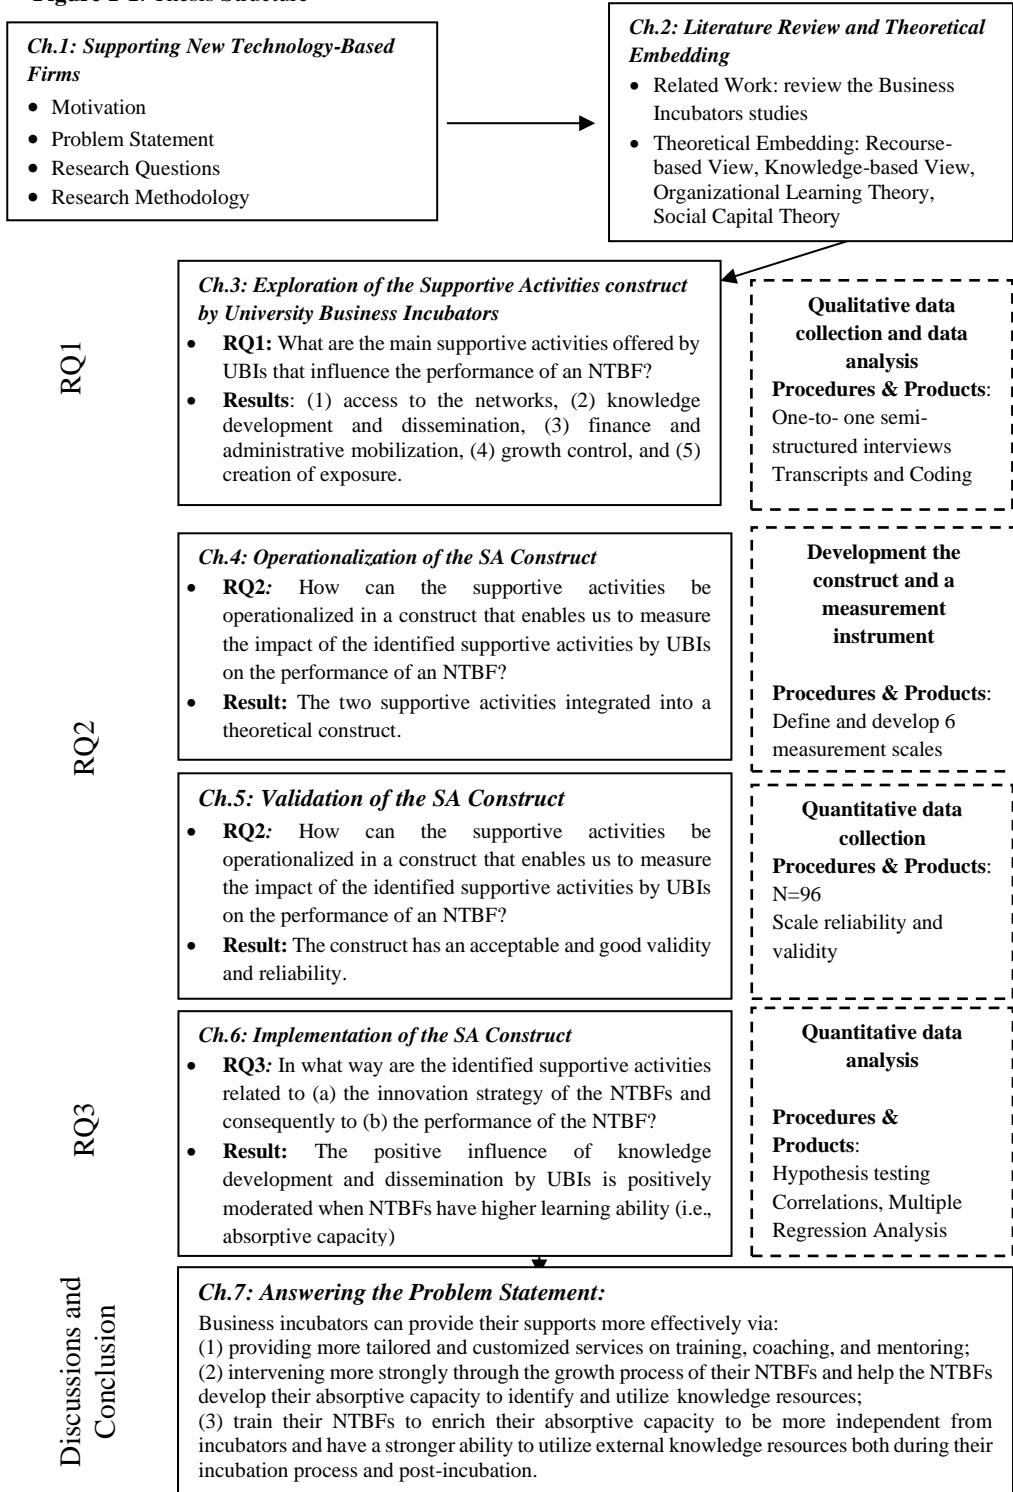 Figure 1-1: Thesis Structure
Ch.1: Supporting New Technology-Based
Firms
• Motivation
• Problem Statement
• Research Questions
• Research Methodology
Ch.2: Literature Review and Theoretical
Embedding
• Related Work: review the Business
Incubators studies
• Theoretical Embedding: Recourse-
based View, Knowledge-based View,
Organizational Learning Theory,
Social Capital Theory
RQ1
Ch.3: Exploration of the Supportive Activities construct
by University Business Incubators
• RQ1: What are the main supportive activities offered by
UBIs that influence the performance of an NTBF?
• Results: (1) access to the networks, (2) knowledge
development and dissemination, (3) finance and
administrative mobilization, (4) growth control, and (5)
creation of exposure.
Qualitative data
collection and data
analysis
Procedures & Products:
One-to- one semi-
structured interviews
Transcripts and Coding
RQ2
Ch.4: Operationalization of the SA Construct
• RQ2: How can the supportive activities be
operationalized in a construct that enables us to measure
the impact of the identified supportive activities by UBIs
on the performance of an NTBF?
• Result: The two supportive activities integrated into a
theoretical construct.
Development the
construct and a
measurement
instrument
Procedures & Products:
Define and develop 6
measurement scales
Ch.5: Validation of the SA Construct
• RQ2: How can the supportive activities be
operationalized in a construct that enables us to measure
the impact of the identified supportive activities by UBIs
on the performance of an NTBF?
• Result: The construct has an acceptable and good validity
and reliability.
Quantitative data
collection
Procedures & Products:
N=96
Scale reliability and
validity
RQ3
Ch.6: Implementation of the SA Construct
• RQ3: In what way are the identified supportive activities
related to (a) the innovation strategy of the NTBFs and
consequently to (b) the performance of the NTBF?
• Result: The positive influence of knowledge
development and dissemination by UBIs is positively
moderated when NTBFs have higher learning ability (i.e.,
absorptive capacity)
Quantitative data
analysis
Procedures &
Products:
Hypothesis testing
Correlations, Multiple
Regression Analysis
Discussions and
Conclusion
Ch.7: Answering the Problem Statement:
Business incubators can provide their supports more effectively via:
(1) providing more tailored and customized services on training, coaching, and mentoring;
(2) intervening more strongly through the growth process of their NTBFs and help the NTBFs
develop their absorptive capacity to identify and utilize knowledge resources;
(3) train their NTBFs to enrich their absorptive capacity to be more independent from
incubators and have a stronger ability to utilize external knowledge resources both during their
incubation process and post-incubation.